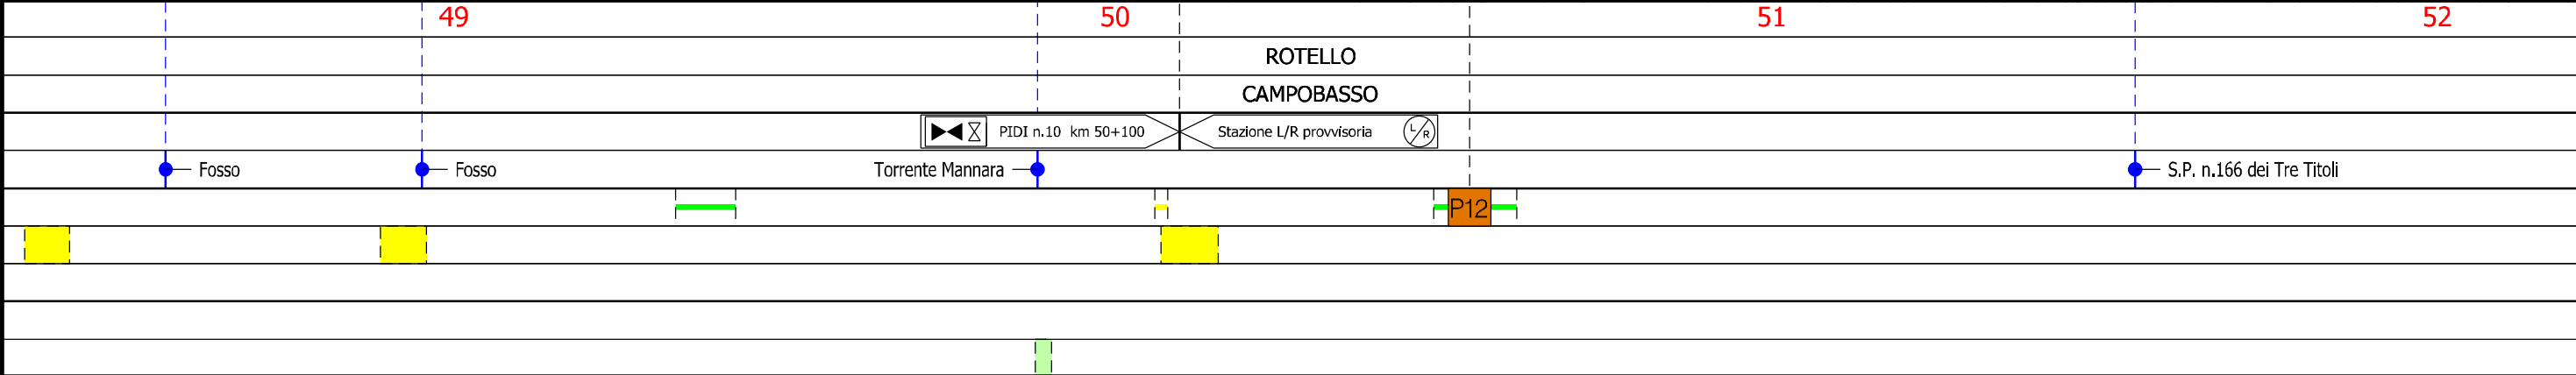 49 50 51 52
ROTELLO
CAMPOBASSO
PIDI n.10 km 50+100 Stazione L/R provvisoria L/R
Fosso Fosso Torrente Mannara S.P. n.166 dei Tre Titoli
P12